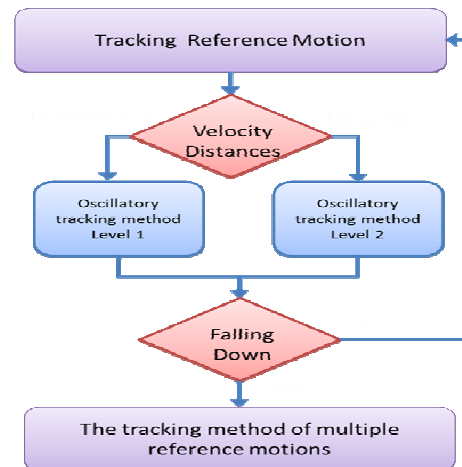 Tracking Reference Motion
Velocity
Distances
Oscillatory
tracking method
Level 1
Oscillatory
tracking method
Level 2
Falling
Down
The tracking method of multiple
reference motions